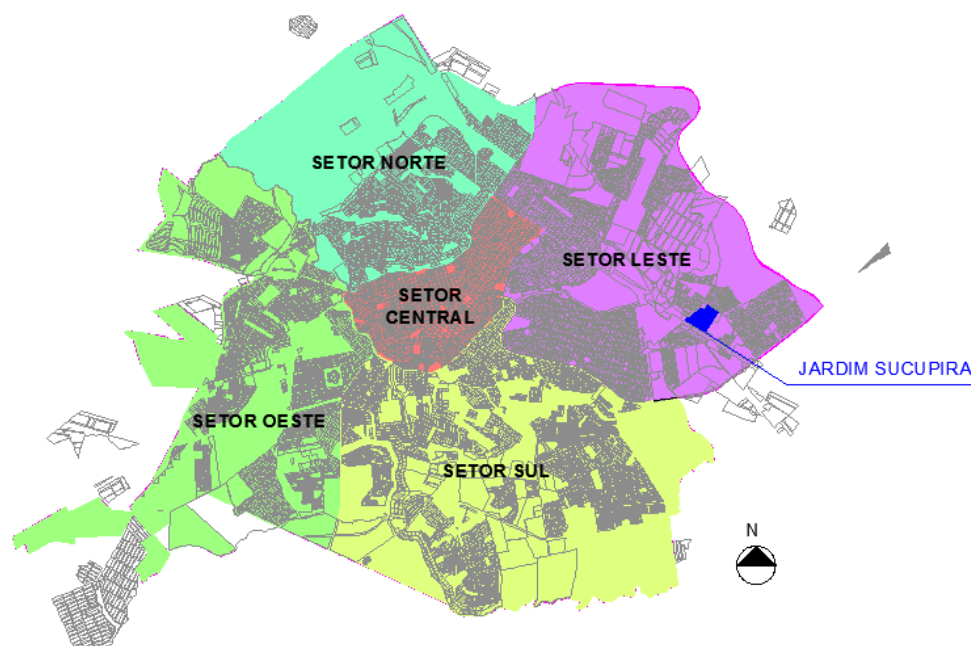 SETOR NORTE
SETOR LESTE
SETOR
CENTRAL
JARDIM SUCUPIRA
SETOR OESTE
SETOR SUL
N